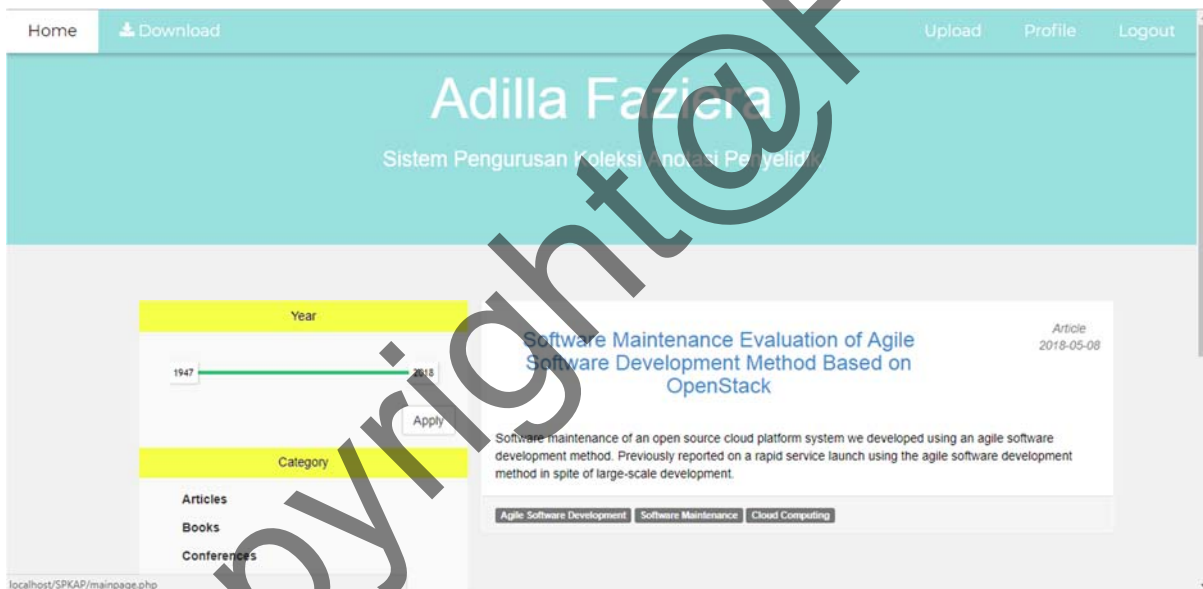 Home Download Upload Profile Logout
Adilla Faziera
Sistem Pengurusan Koleksi Anotasi Penyelidik
Year
1947 2018
Apply
Category
Articles
Books
Conferences
Software Maintenance Evaluation of Agile
Software Development Method Based on
OpenStack
Article
2018-05-08
Software maintenance of an open source cloud platform system we developed using an agile software
development method. Previously reported on a rapid service launch using the agile software development
method in spite of large-scale development.
Agile Software Development Software Maintenance Cloud Computing
localhost/SPKAP/mainpage.php